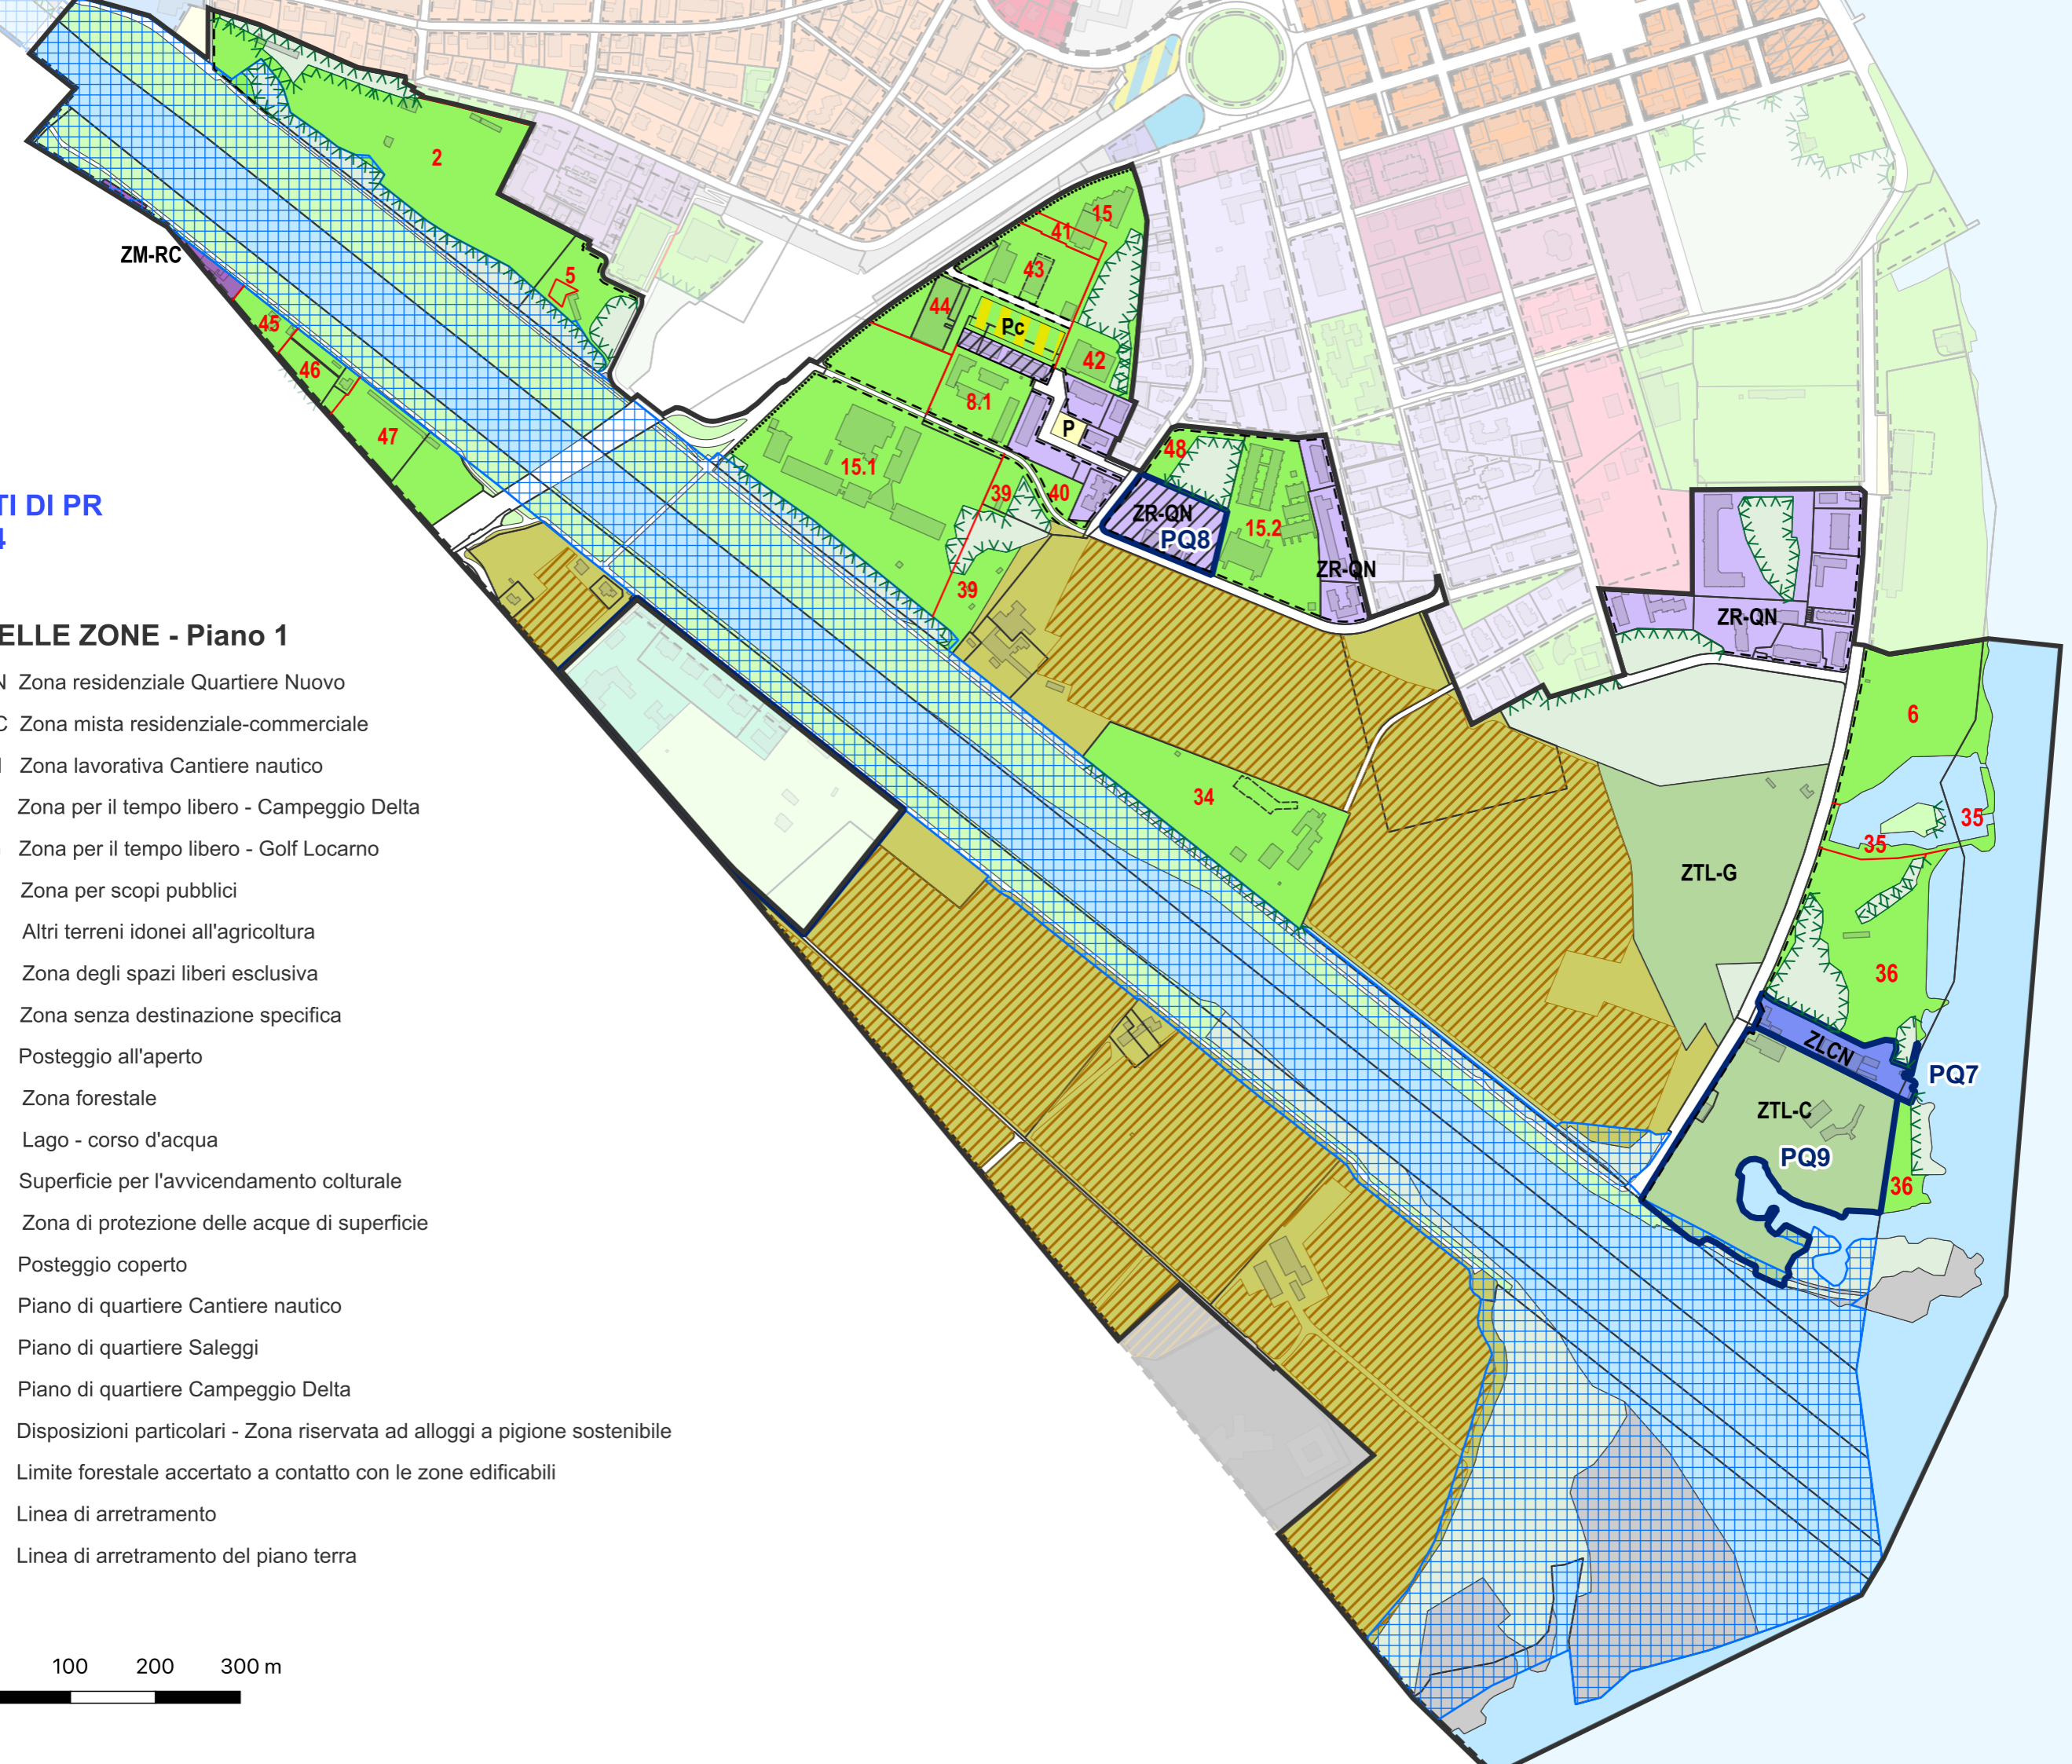 TI DI PR
4
ELLE ZONE - Piano 1
N Zona residenziale Quartiere Nuovo
C Zona mista residenziale-commerciale
Zona lavorativa Cantiere nautico
Zona per il tempo libero - Campeggio Delta
Zona per il tempo libero - Golf Locarno
Zona per scopi pubblici
Altri terreni idonei all'agricoltura
Zona degli spazi liberi esclusiva
Zona senza destinazione specifica
Posteggio all'aperto
Zona forestale
Lago - corso d'acqua
Superficie per l'avvicendamento colturale
Zona di protezione delle acque di superficie
Posteggio coperto
Piano di quartiere Cantiere nautico
Piano di quartiere Saleggi
Piano di quartiere Campeggio Delta
Disposizioni particolari - Zona riservata ad alloggi a pigione sostenibile
Limite forestale accertato a contatto con le zone edificabili
Linea di arretramento
Linea di arretramento del piano terra
100 200 300 m
2
ZM-RC
5
45
46
47
15
41
43
44
Pc
42
8.1
P
15.1
39
40
39
48
ZR-QN
PQ8
15.2
ZR-QN
ZR-QN
34
6
35
35
ZTL-G
36
ZLCN
PQ7
ZTL-C
PQ9
36